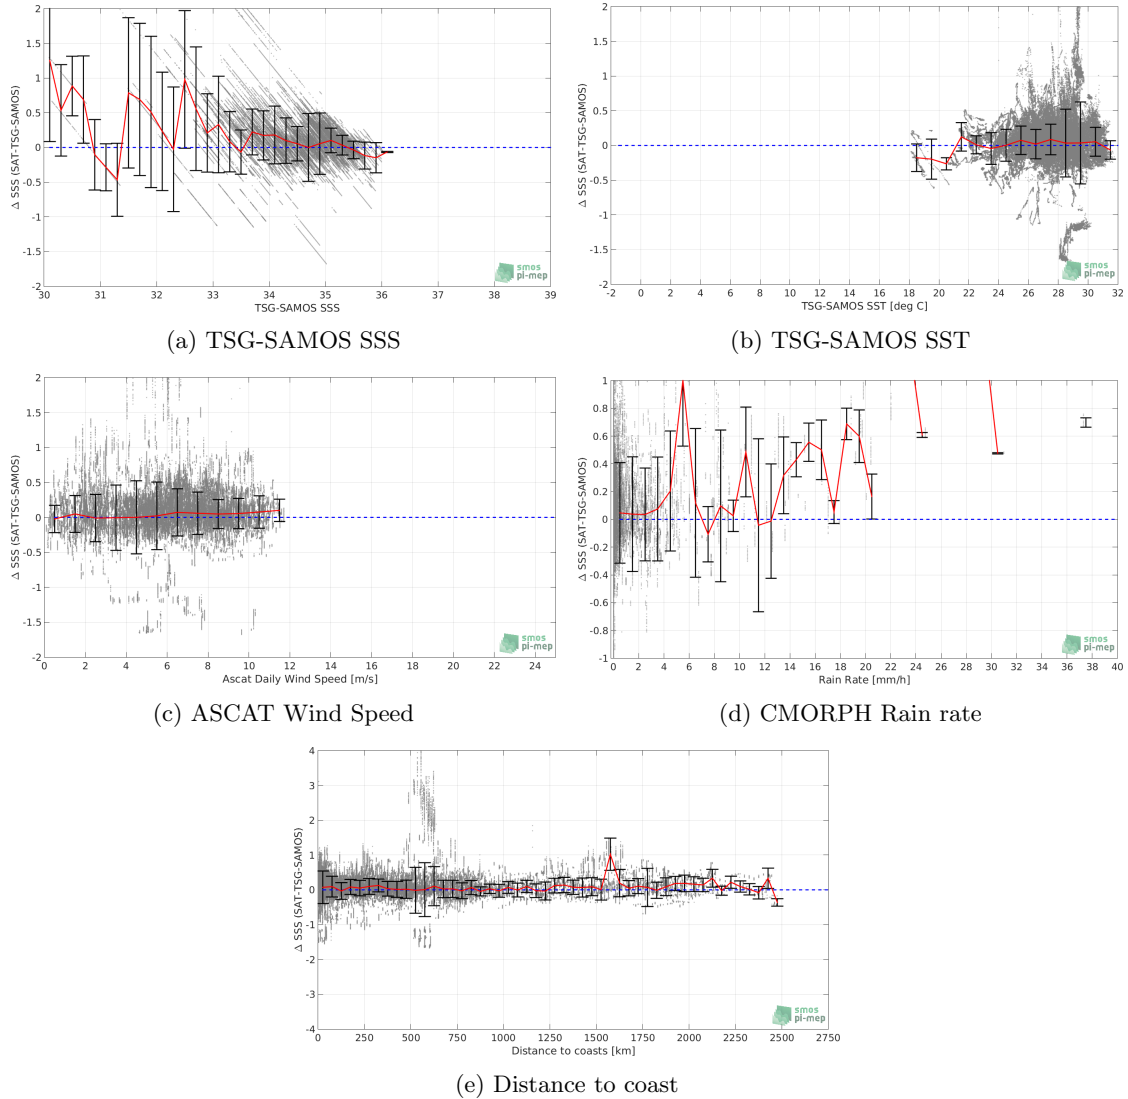 2
1.5
1
0.5
0
-0.5
-1
-1.5
-2
Δ SSS (SAT-TSG-SAMOS)
30 31 32 33 34 35 36 37 38 39
TSG-SAMOS SSS
smos
pi-mep
(a) TSG-SAMOS SSS
2
1.5
1
0.5
0
-0.5
-1
-1.5
-2
Δ SSS (SAT-TSG-SAMOS)
-2 0 2 4 6 8 10 12 14 16 18 20 22 24 26 28 30 32
TSG-SAMOS SST [deg C]
smos
pi-mep
(b) TSG-SAMOS SST
2
1.5
1
0.5
0
-0.5
-1
-1.5
-2
Δ SSS (SAT-TSG-SAMOS)
0 2 4 6 8 10 12 14 16 18 20 22 24
Ascat Daily Wind Speed [m/s]
smos
pi-mep
(c) ASCAT Wind Speed
1
0.8
0.6
0.4
0.2
0
-0.2
-0.4
-0.6
-0.8
-1
Δ SSS (SAT-TSG-SAMOS)
0 2 4 6 8 10 12 14 16 18 20 22 24 26 28 30 32 34 36 38 40
Rain Rate [mm/h]
smos
pi-mep
(d) CMORPH Rain rate
4
3
2
1
0
-1
-2
-3
-4
Δ SSS (SAT-TSG-SAMOS)
0 250 500 750 1000 1250 1500 1750 2000 2250 2500 2750
Distance to coasts [km]
smos
pi-mep
(e) Distance to coast